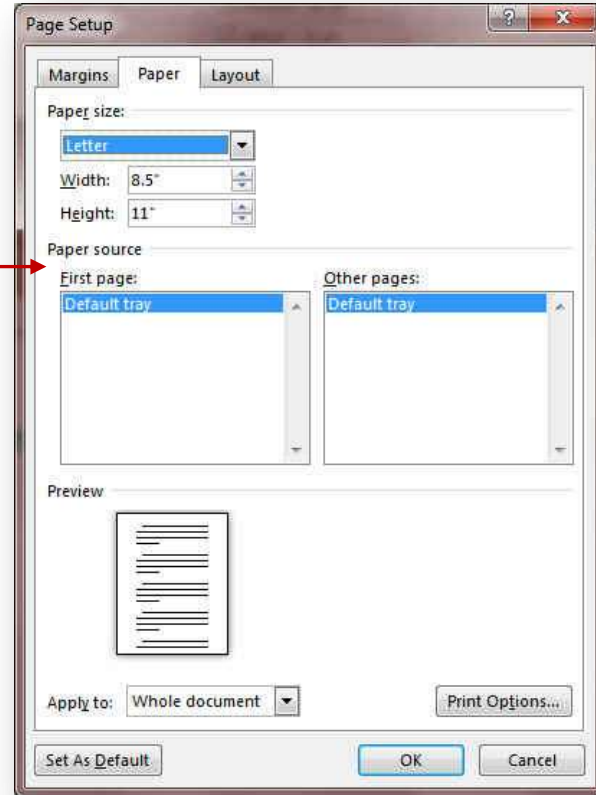 Page Setup
Margins Paper Layout
Paper size:
Letter
Width: 8.5"
Height: 11"
Paper source
First page: Other pages:
Default tray Default tray
Preview
Apply to: Whole document Print Options...
Set As Default OK Cancel